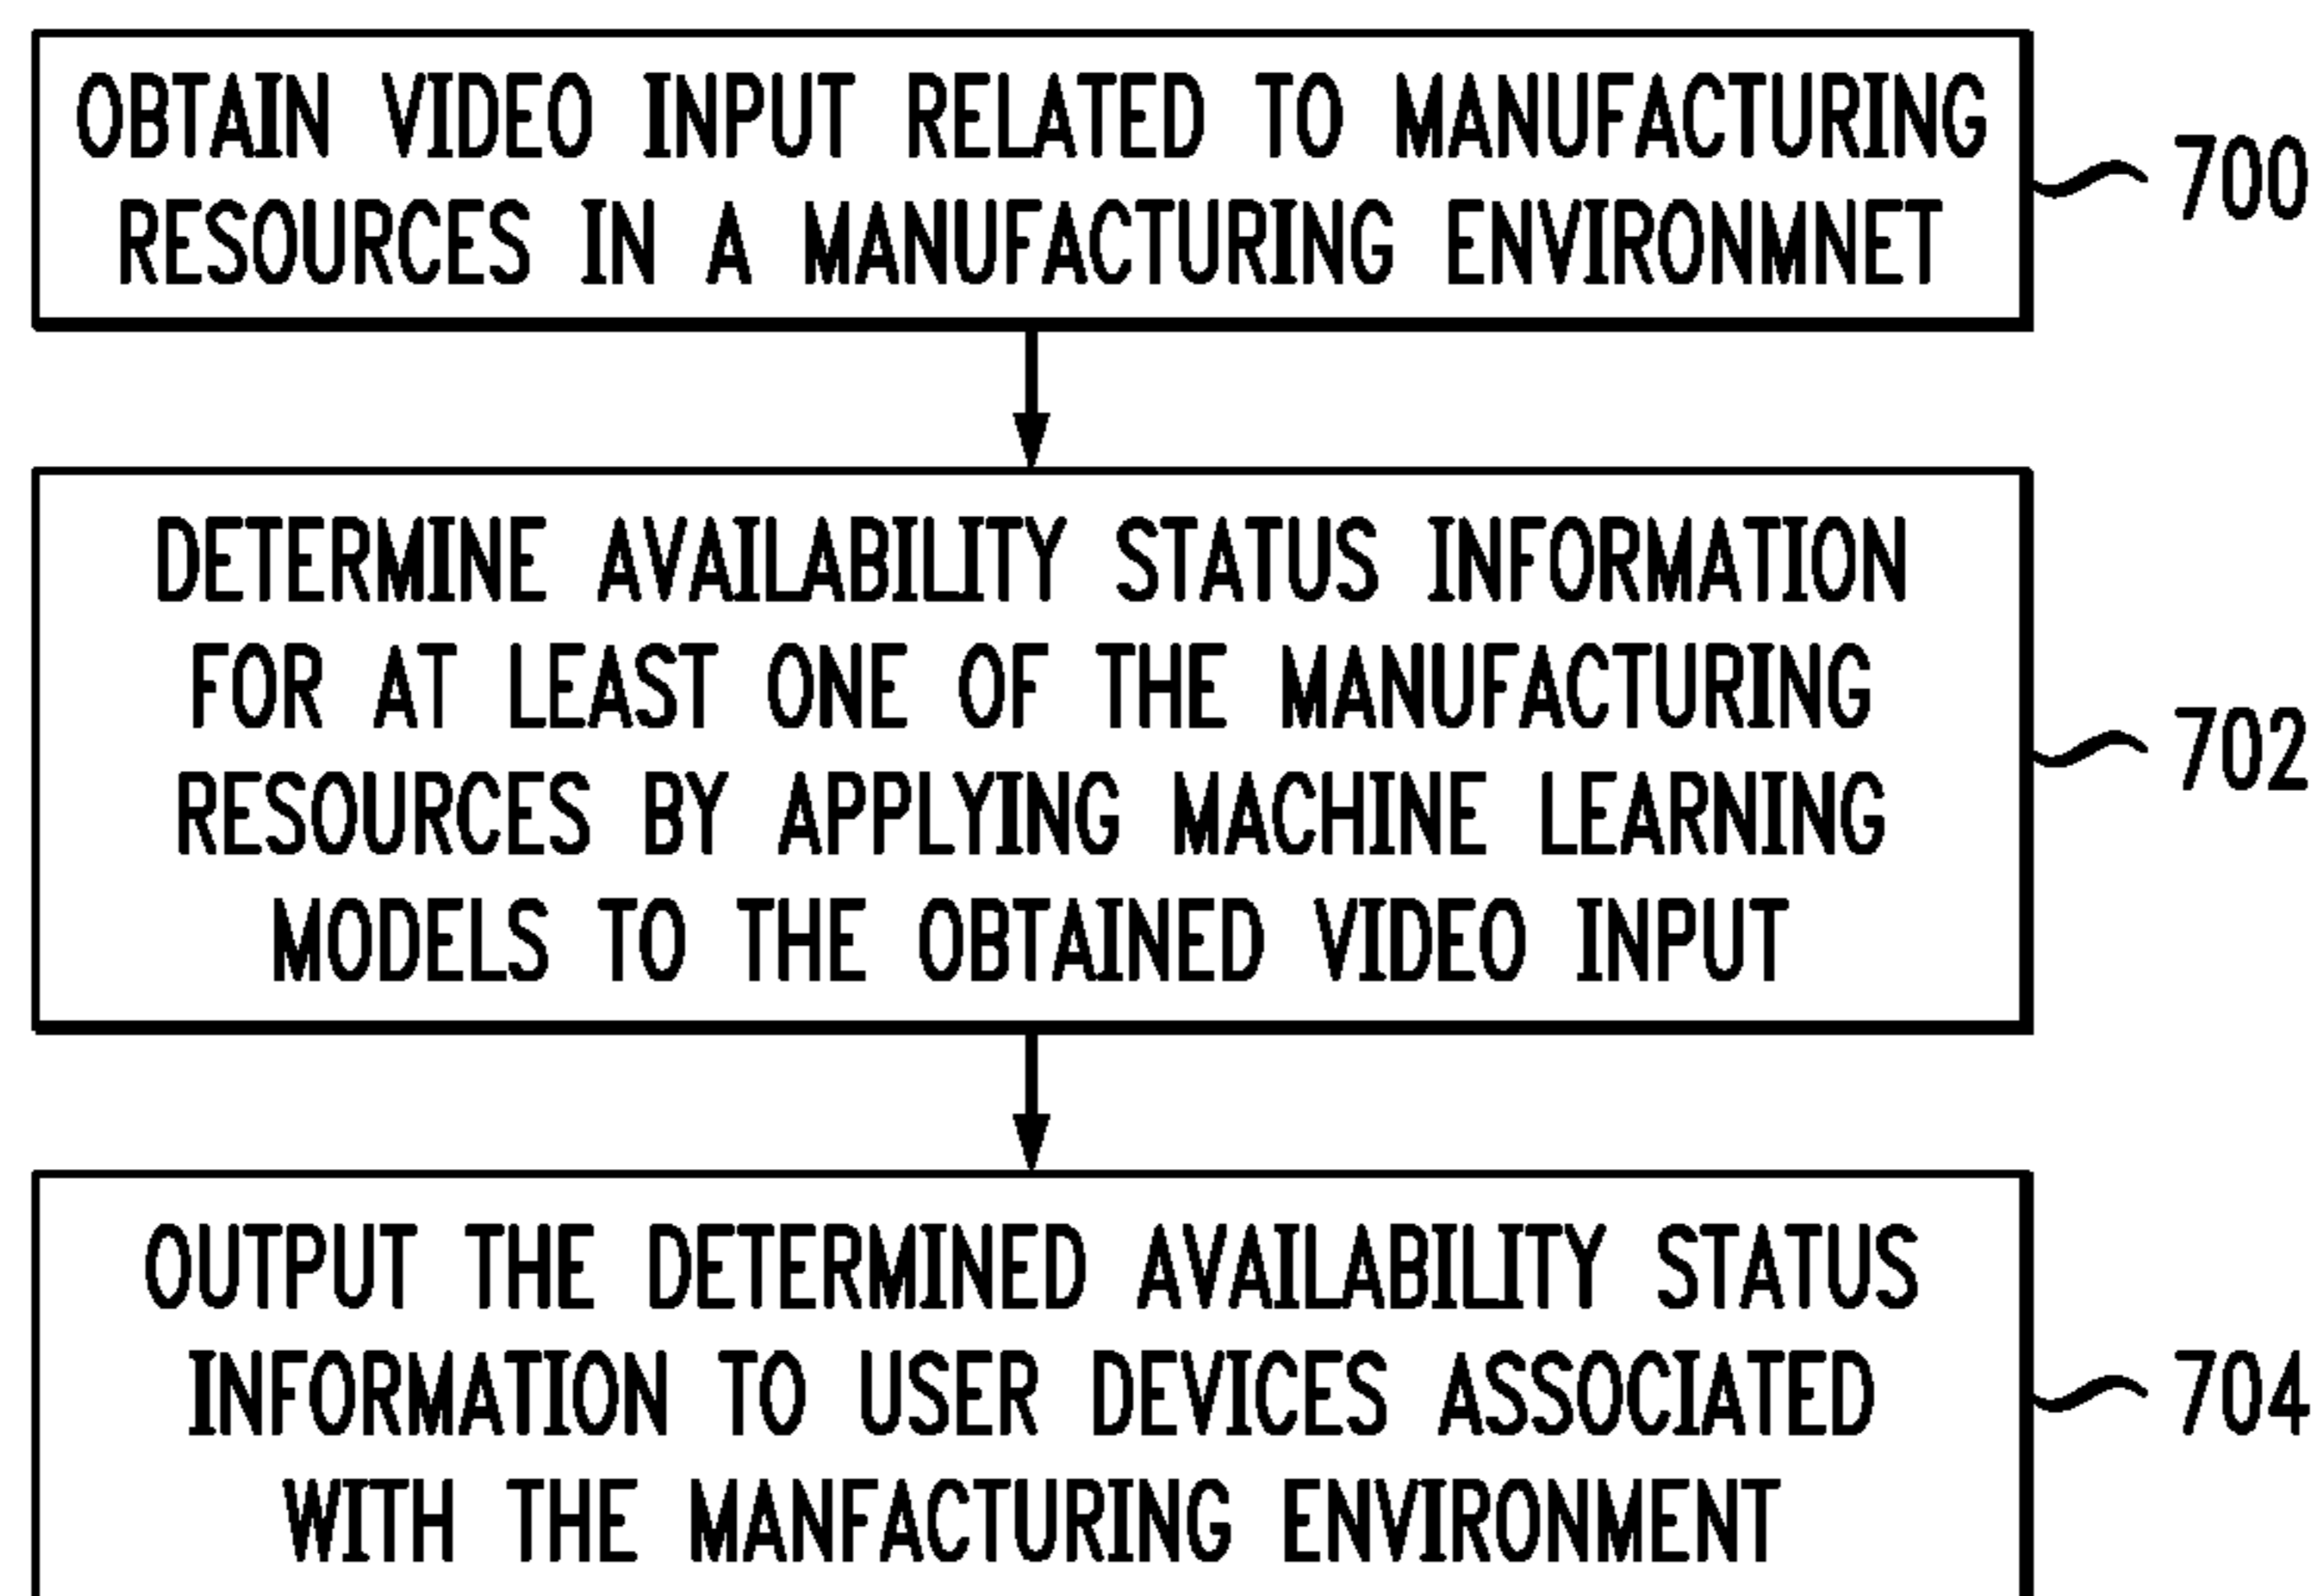 OBTAIN VIDEO INPUT RELATED TO MANUFACTURING
RESOURCES IN A MANUFACTURING ENVIRONMNET
700
DETERMINE AVAILABILITY STATUS INFORMATION
FOR AT LEAST ONE OF THE MANUFACTURING
RESOURCES BY APPLYING MACHINE LEARNING
MODELS TO THE OBTAINED VIDEO INPUT
702
OUTPUT THE DETERMINED AVAILABILITY STATUS
INFORMATION TO USER DEVICES ASSOCIATED
WITH THE MANFACTURING ENVIRONMENT
704